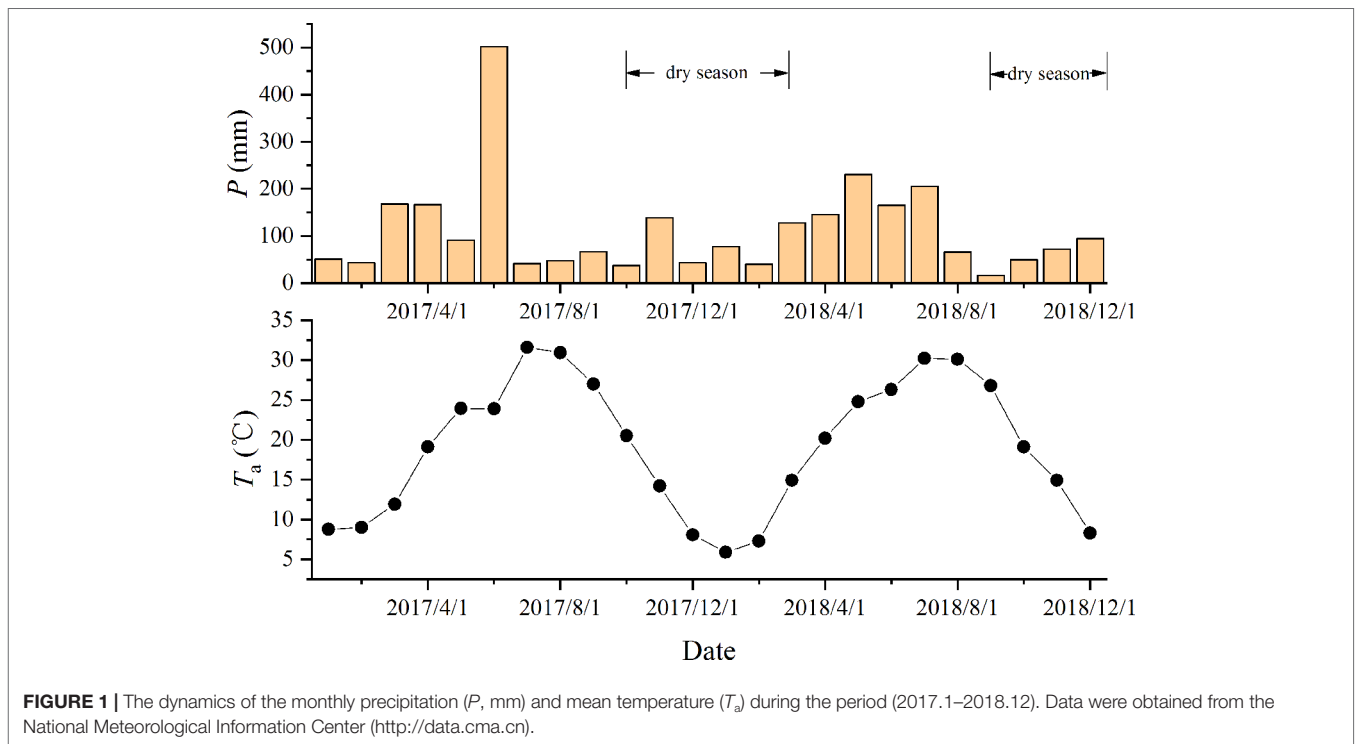 500
400
300
200
100
0
P (mm)
dry season
dry season
2017/4/1 2017/8/1 2017/12/1 2018/4/1 2018/8/1 2018/12/1
35
30
25
20
15
10
5
Ta (℃)
2017/4/1 2017/8/1 2017/12/1 2018/4/1 2018/8/1 2018/12/1
Date
FIGURE 1 | The dynamics of the monthly precipitation (P, mm) and mean temperature (Ta) during the period (2017.1–2018.12). Data were obtained from the
National Meteorological Information Center (http://data.cma.cn).